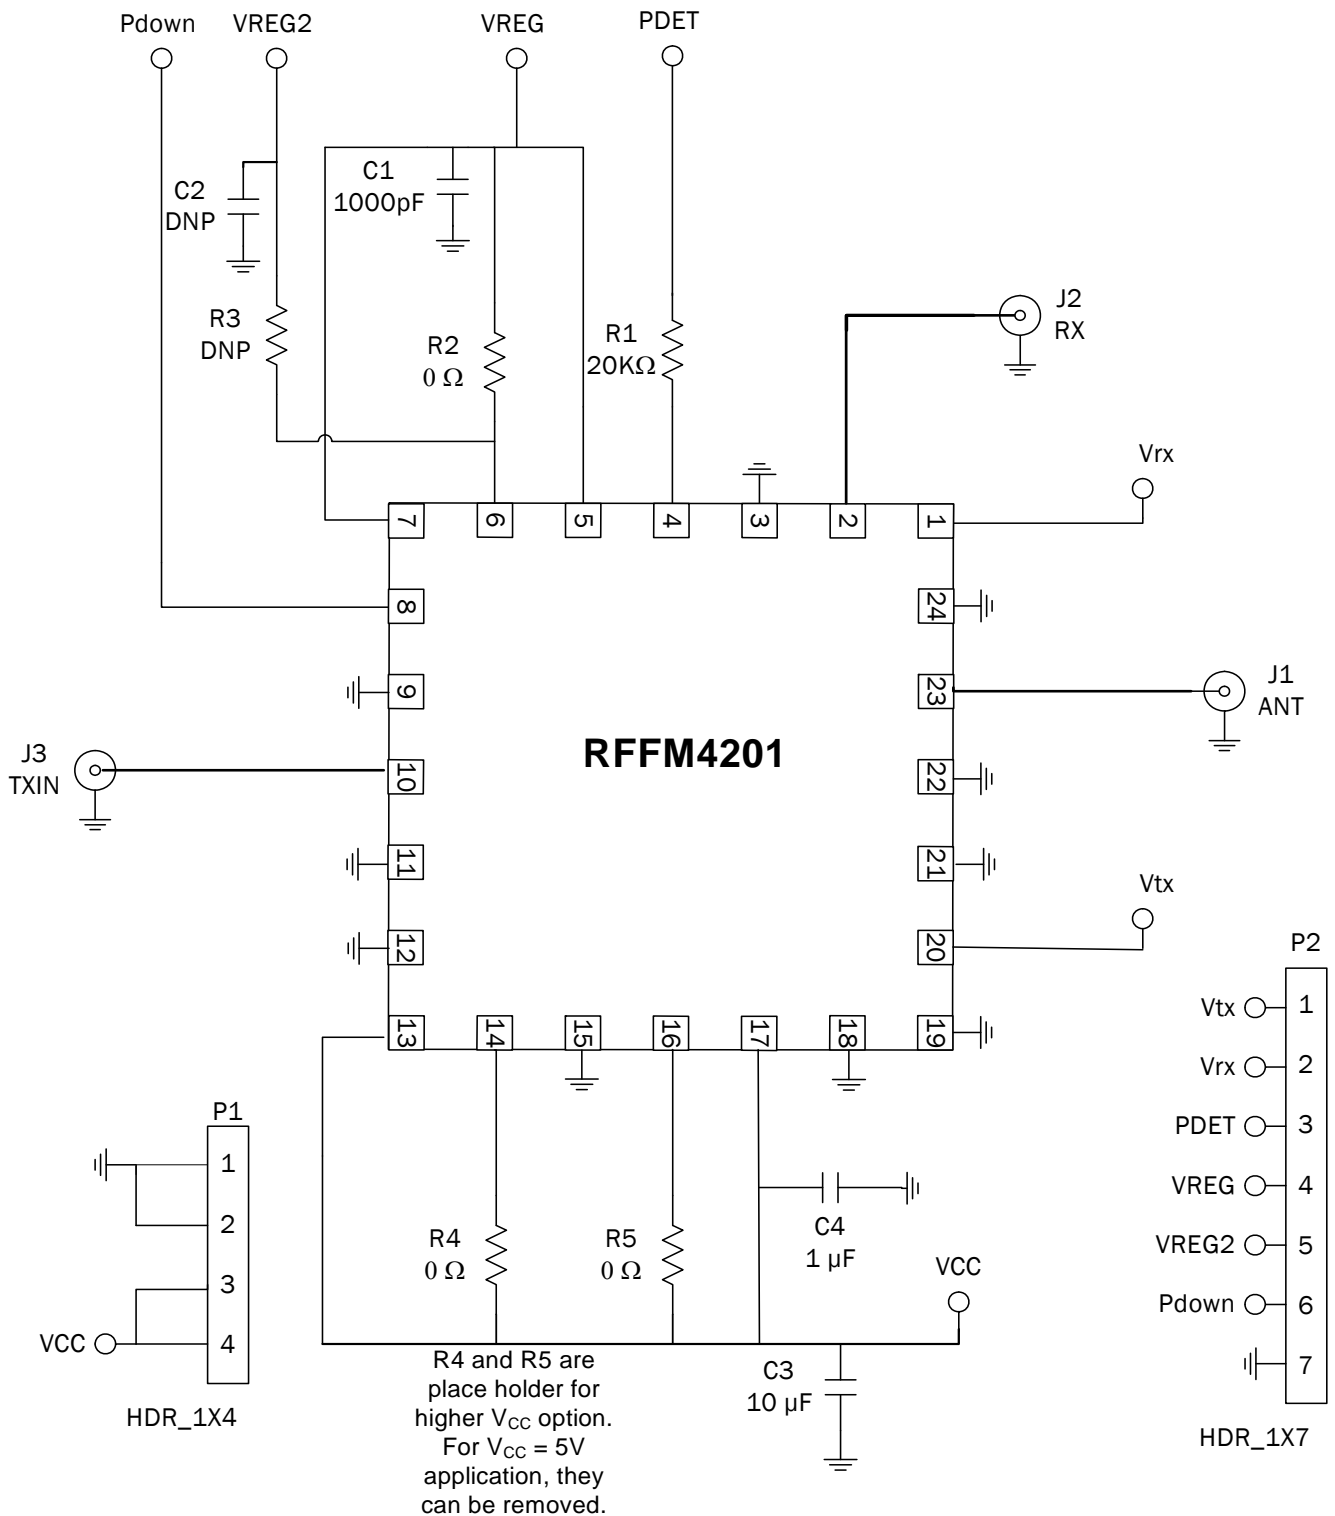 Pdown
VREG2
VREG
PDET
C2
DNP
C1
1000pF
R3
DNP
R2
0 Ω
R1
20KΩ
J2
RX
Vrx
7
6
5
4
3
2
1
8
24
9
23
J1
ANT
RFFM4201
J3
TXIN
10
22
11
21
Vtx
12
20
13
14
15
16
17
18
19
P2
Vtx
1
Vrx
2
PDET
3
VREG
4
VREG2
5
Pdown
6
7
HDR_1X7
P1
1
2
3
VCC
4
HDR_1X4
R4
0 Ω
R5
0 Ω
C4
1 µF
VCC
C3
10 µF
R4 and R5 are
place holder for
higher VCC option.
For VCC = 5V
application, they
can be removed.